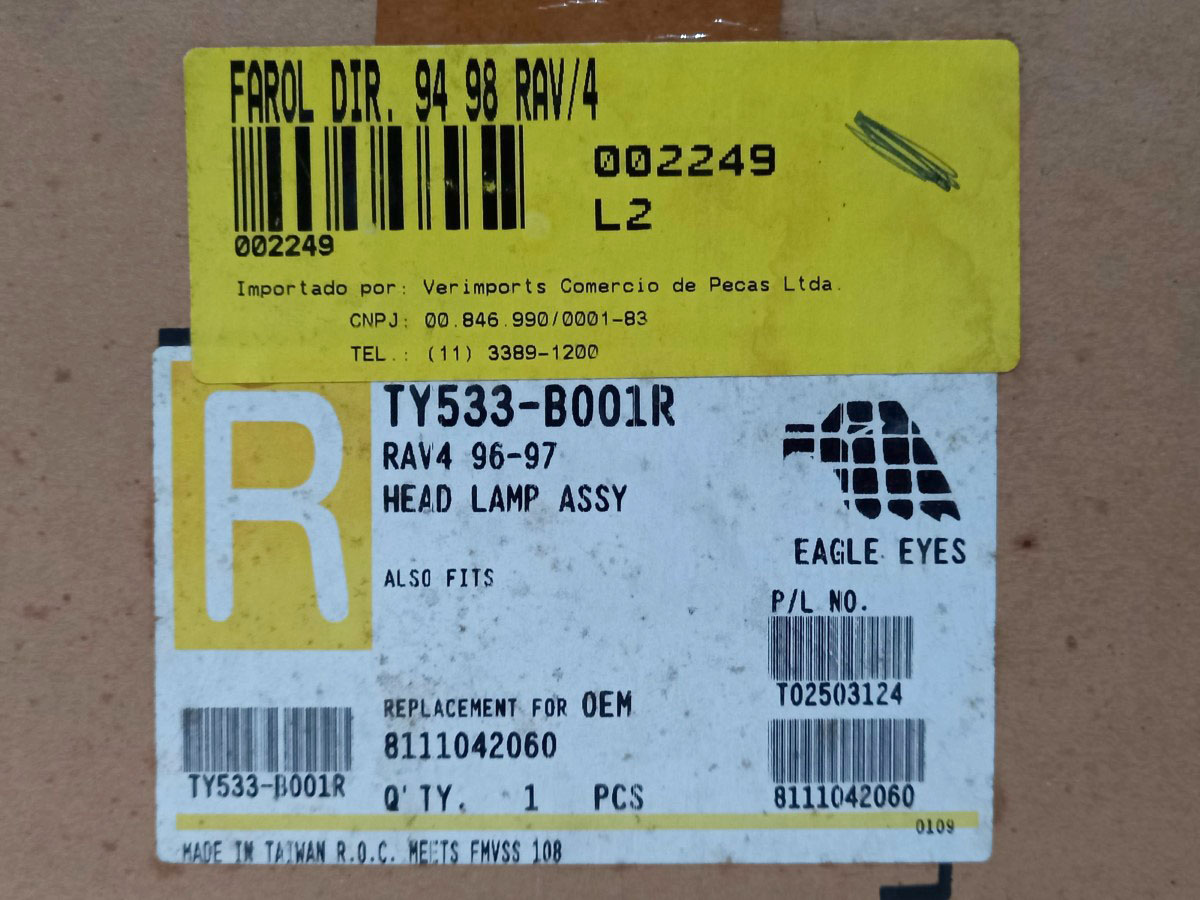 FAROL DIR. 94 98 RAV/4
002249
L2
002249
Importado por: Verimports Comercio de Pecas Ltda.
CNPJ: 00.846.990/0001-83
TEL.: (11) 3389-1200
R
TY533-B001R
RAV4 96-97
HEAD LAMP ASSY
EAGLE EYES
ALSO FITS
P/L NO.
T02503124
REPLACEMENT FOR OEM
8111042060
TY533-B001R
Q'TY. 1 PCS
8111042060
0109
MADE IN TAIWAN R.O.C. MEETS FMVSS 108